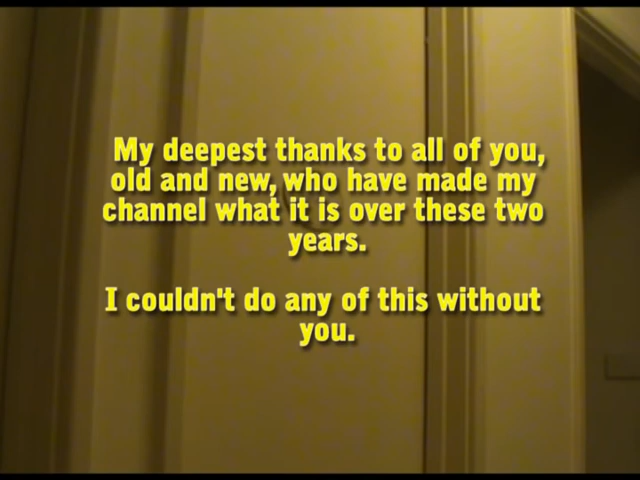 My deepest thanks to all of you,
old and new, who have made my
channel what it is over these two
years.
I couldn't do any of this without
you.